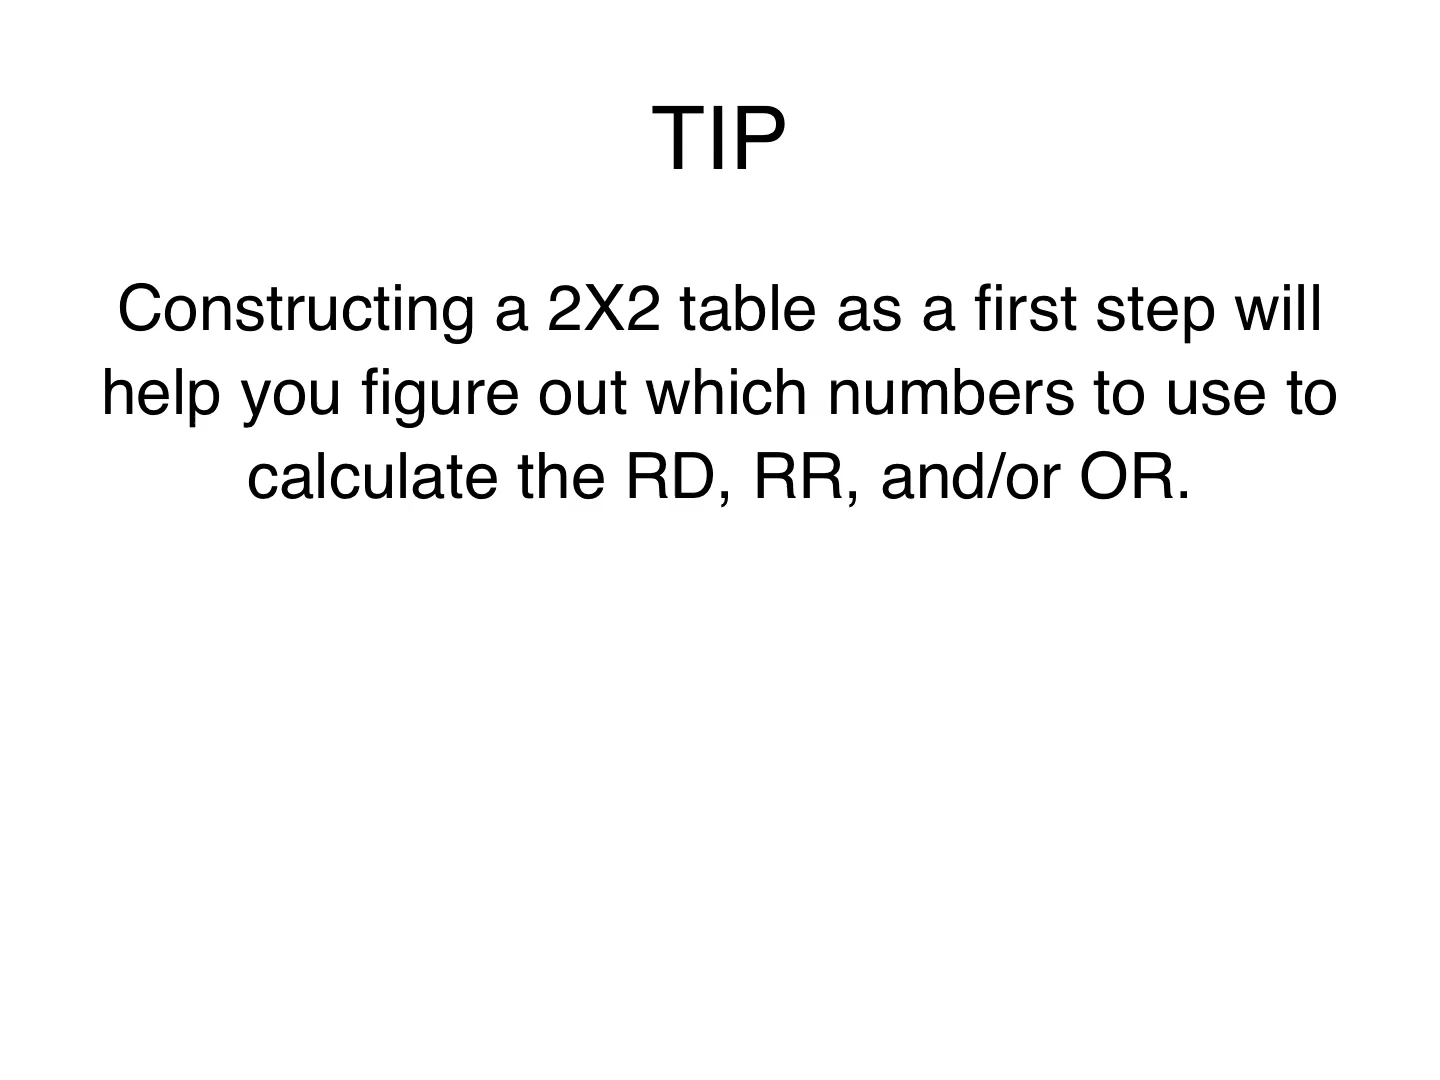 TIP
Constructing a 2X2 table as a first step will
help you figure out which numbers to use to
calculate the RD, RR, and/or OR.